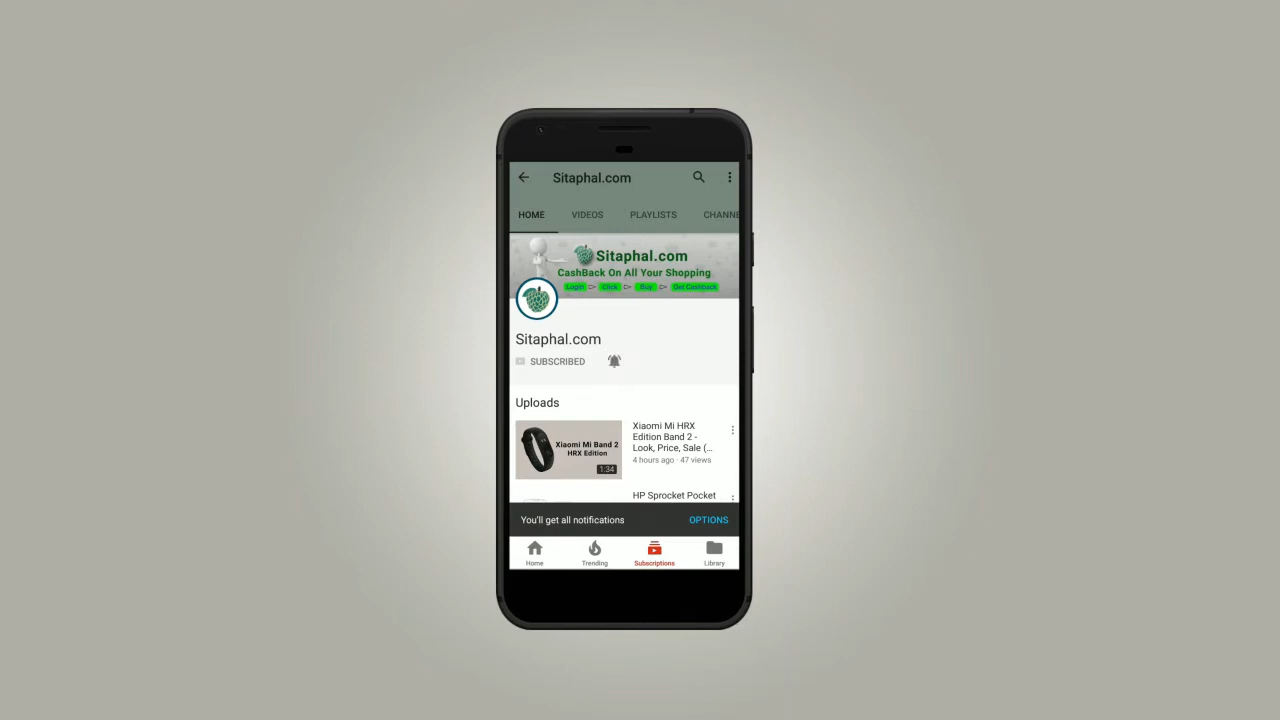 Sitaphal.com
HOME VIDEOS PLAYLISTS CHANNE
Sitaphal.com
CashBack On All Your Shopping
Login Click Buy Get Cashback
Sitaphal.com
SUBSCRIBED
Uploads
Xiaomi Mi Band 2
HRX Edition
1:34
Xiaomi Mi HRX
Edition Band 2 -
Look, Price, Sale (...
4 hours ago · 47 views
HP Sprocket Pocket
You'll get all notifications OPTIONS
Home Trending Subscriptions Library